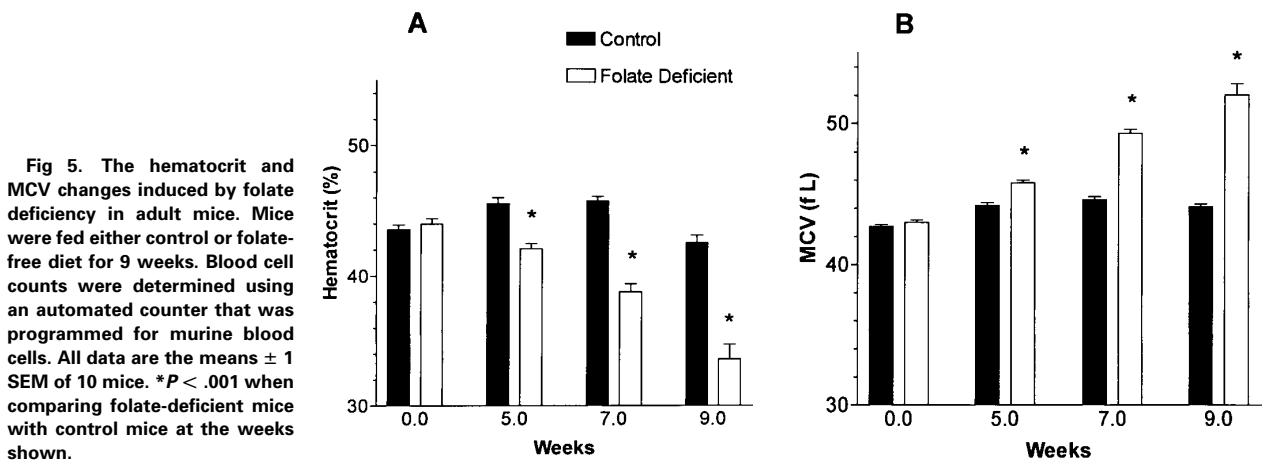 Fig 5. The hematocrit and
MCV changes induced by folate
deficiency in adult mice. Mice
were fed either control or folate-
free diet for 9 weeks. Blood cell
counts were determined using
an automated counter that was
programmed for murine blood
cells. All data are the means ± 1
SEM of 10 mice. *P < .001 when
comparing folate-deficient mice
with control mice at the weeks
shown.
A
Control
Folate Deficient
Hematocrit (%)
50
40
30
* * *
0.0 5.0 7.0 9.0
Weeks
B
MCV (f L)
50
40
30
* * *
0.0 5.0 7.0 9.0
Weeks